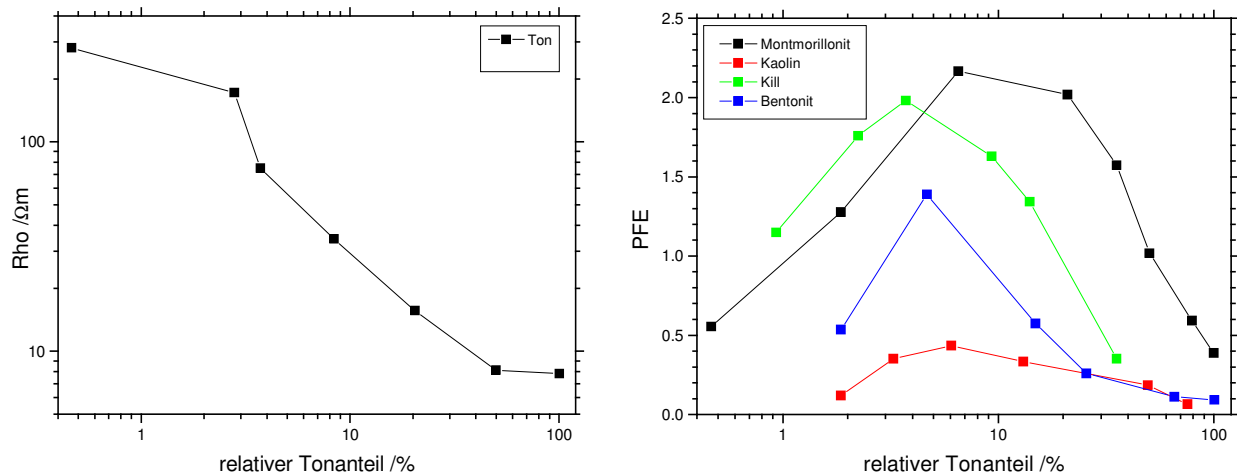 Ton
100
10
Rho /Ωm
1
10
100
relativer Tonanteil /%
Montmorillonit
Kaolin
Kill
Bentonit
2.5
2.0
1.5
1.0
0.5
0.0
PFE
1
10
100
relativer Tonanteil /%